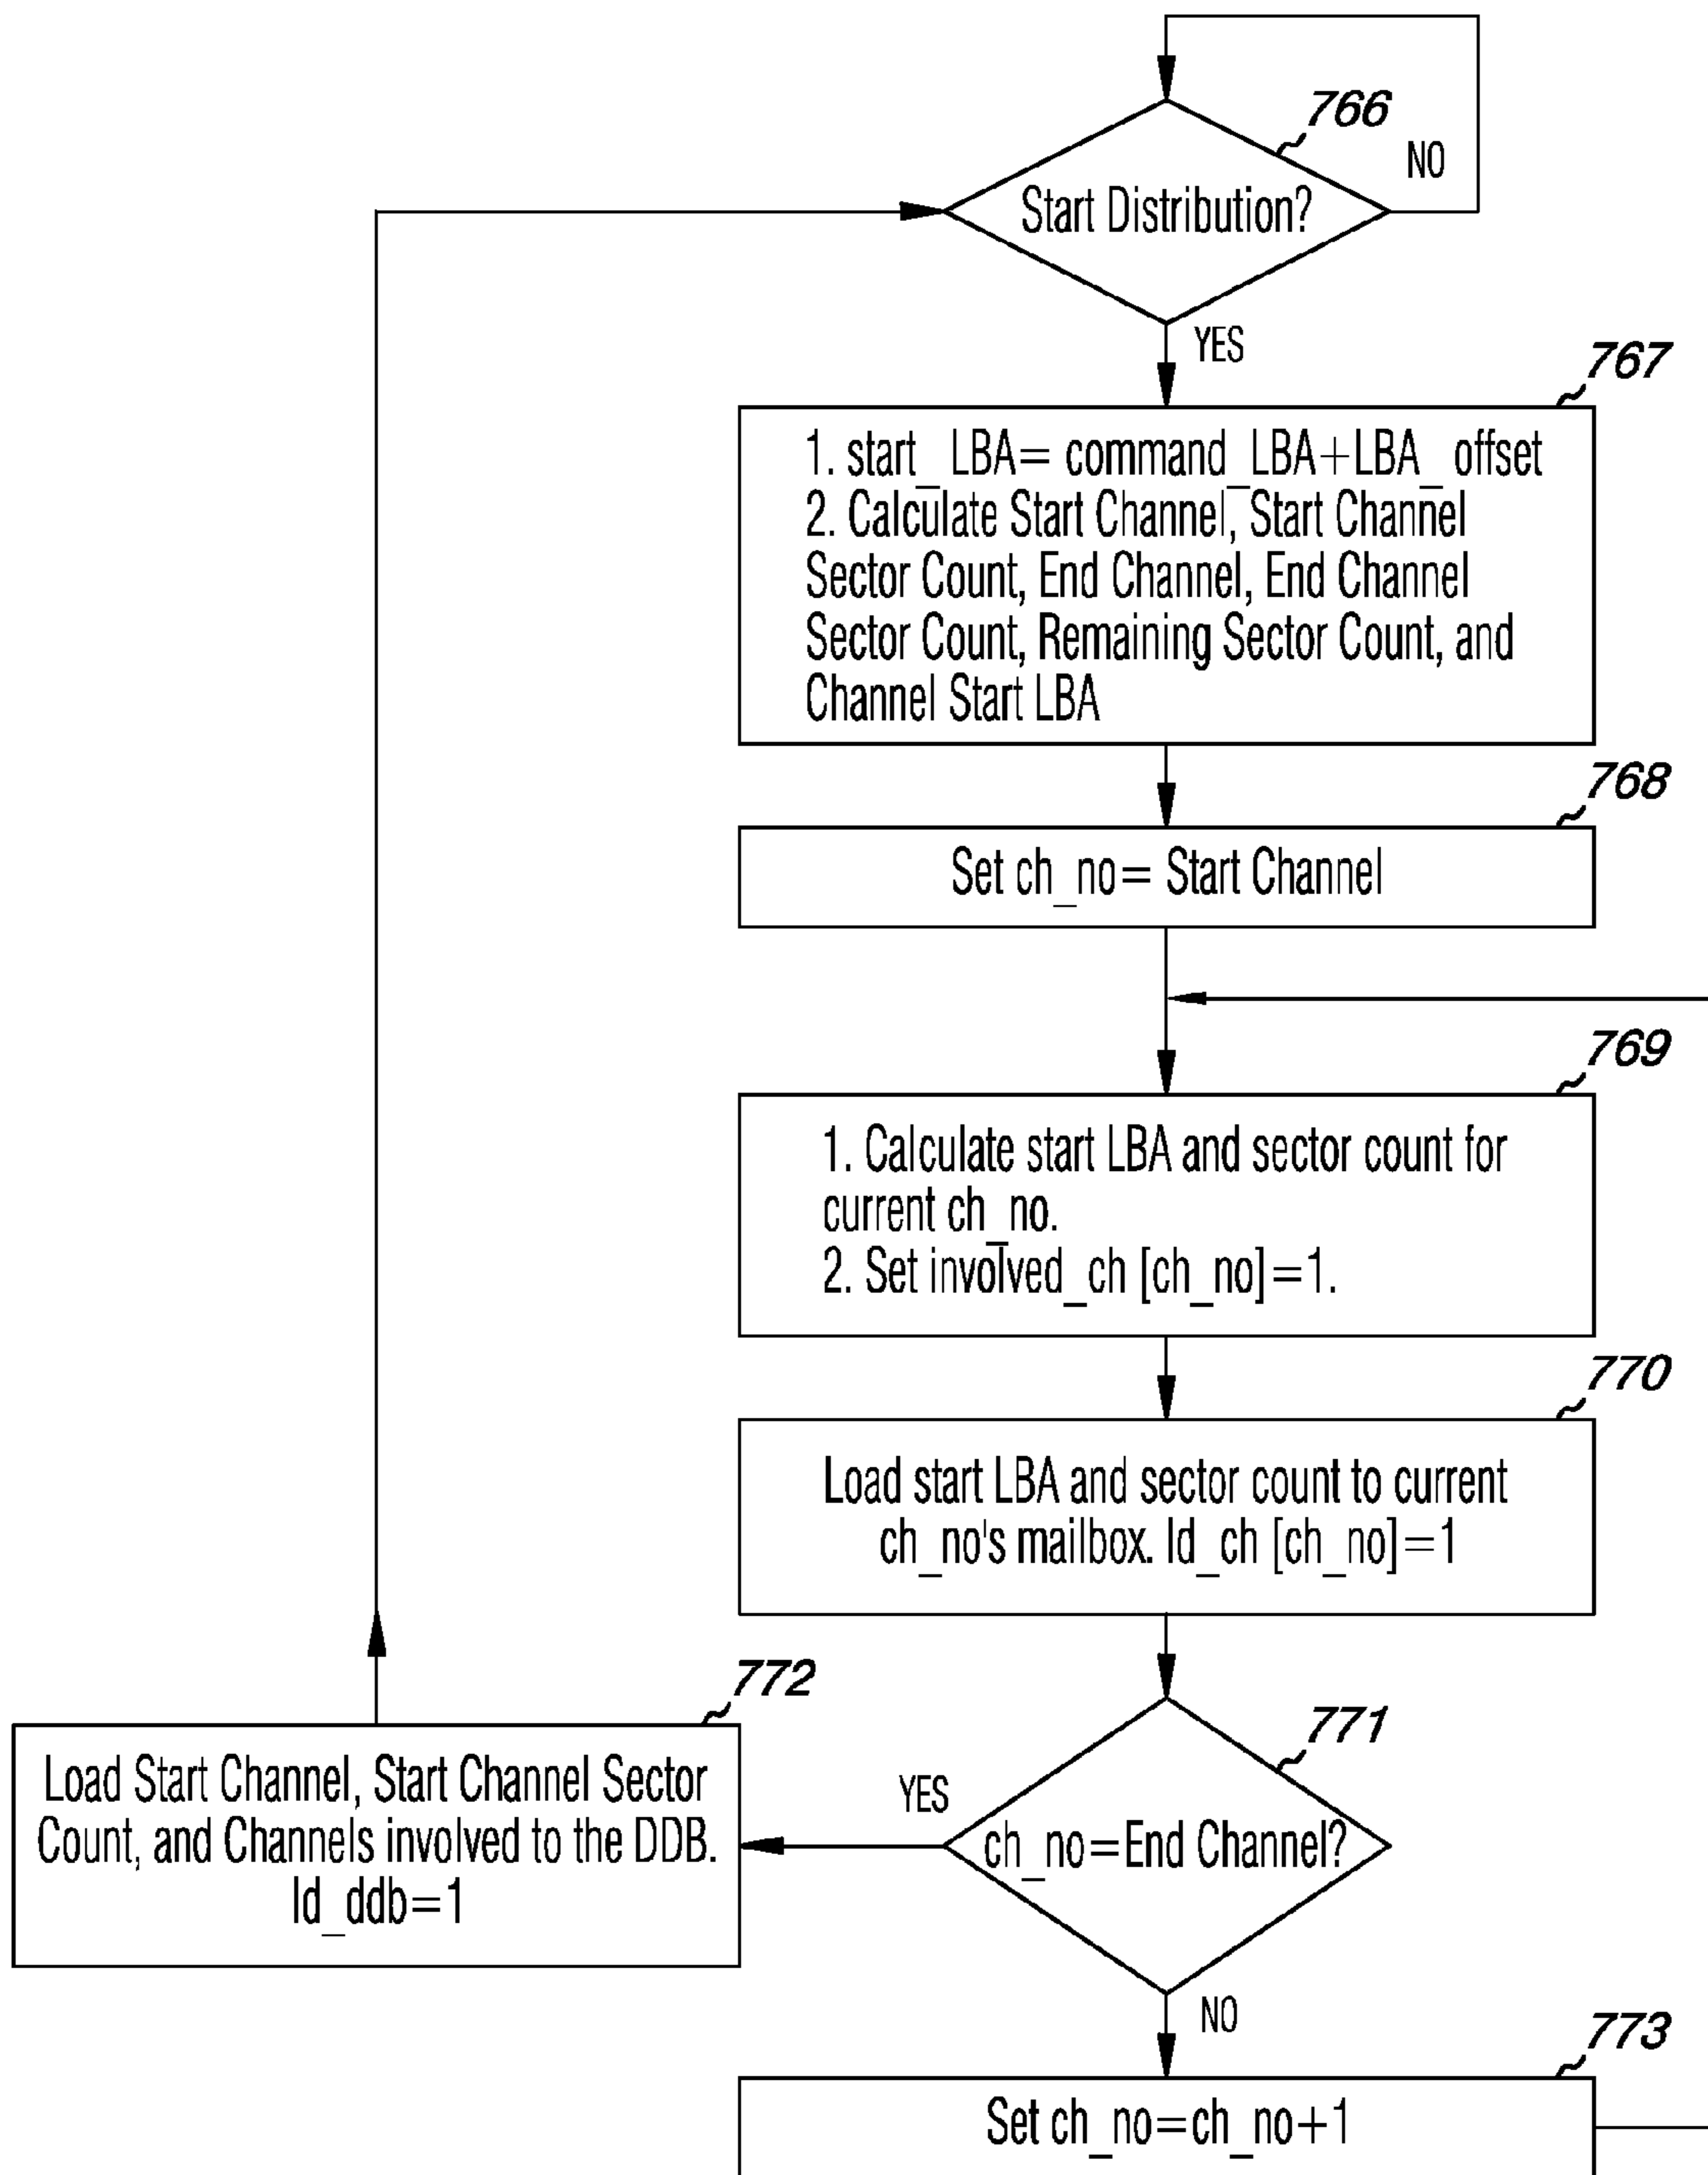 766
NO
Start Distribution?
YES
767
1. start_LBA= command_LBA+LBA_offset
2. Calculate Start Channel, Start Channel
Sector Count, End Channel, End Channel
Sector Count, Remaining Sector Count, and
Channel Start LBA
768
Set ch_no= Start Channel
769
1. Calculate start LBA and sector count for
current ch_no.
2. Set involved_ch [ch_no]=1.
770
Load start LBA and sector count to current
ch_no's mailbox. ld_ch [ch_no]=1
771
ch_no=End Channel?
YES
772
Load Start Channel, Start Channel Sector
Count, and Channels involved to the DDB.
ld_ddb=1
NO
773
Set ch_no=ch_no+1